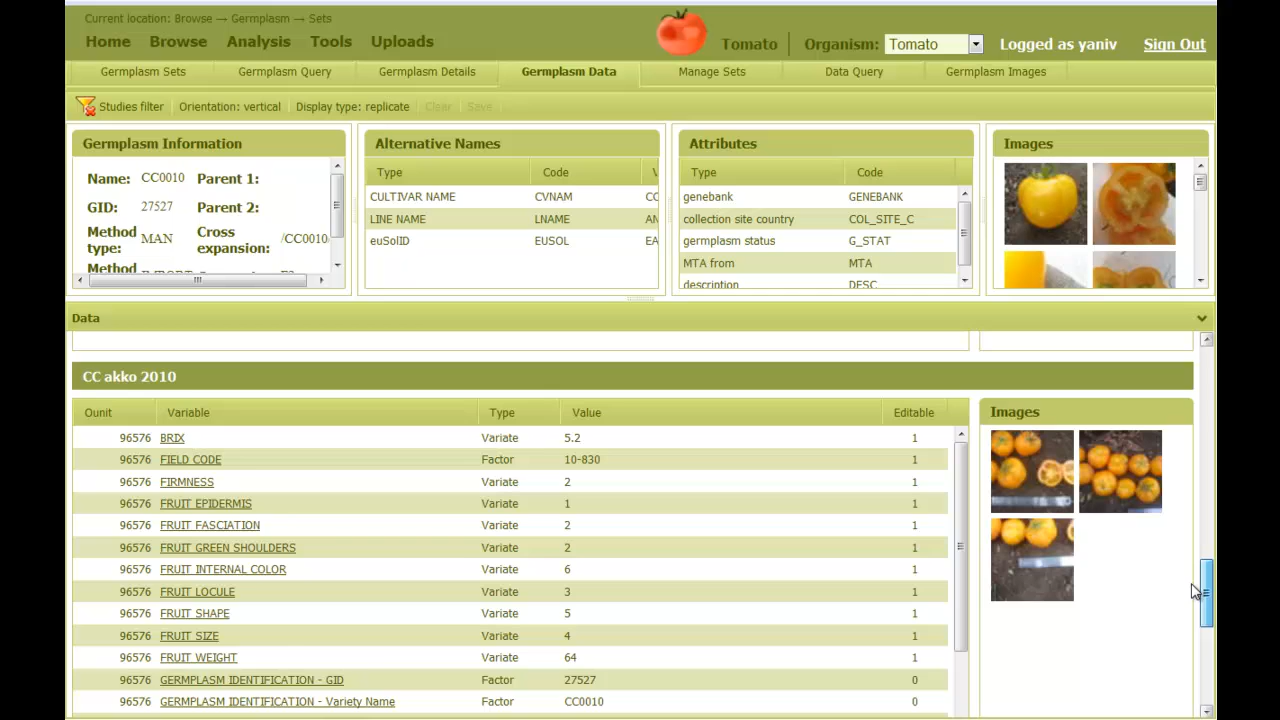 Current location: Browse → Germplasm → Sets
Home Browse Analysis Tools Uploads Tomato Organism: Tomato Logged as yaniv Sign Out
Germplasm Sets Germplasm Query Germplasm Details Germplasm Data Manage Sets Data Query Germplasm Images
Studies filter Orientation: vertical Display type: replicate Clear Save
Germplasm Information
Name: CC0010 Parent 1:
GID: 27527 Parent 2:
Method type: MAN Cross expansion: /CC0010/
Method
Alternative Names
Type Code V
CULTIVAR NAME CVNAM CC
LINE NAME LNAME AN
euSolID EUSOL EA
Attributes
Type Code
genebank GENEBANK
collection site country COL_SITE_C
germplasm status G_STAT
MTA from MTA
description DESC
Images
Data
CC akko 2010
Ounit Variable Type Value Editable
96576 BRIX Variate 5.2 1
96576 FIELD CODE Factor 10-830 1
96576 FIRMNESS Variate 2 1
96576 FRUIT EPIDERMIS Variate 1 1
96576 FRUIT FASCIATION Variate 2 1
96576 FRUIT GREEN SHOULDERS Variate 2 1
96576 FRUIT INTERNAL COLOR Variate 6 1
96576 FRUIT LOCULE Variate 3 1
96576 FRUIT SHAPE Variate 5 1
96576 FRUIT SIZE Variate 4 1
96576 FRUIT WEIGHT Variate 64 1
96576 GERMPLASM IDENTIFICATION - GID Factor 27527 0
96576 GERMPLASM IDENTIFICATION - Variety Name Factor CC0010 0
Images